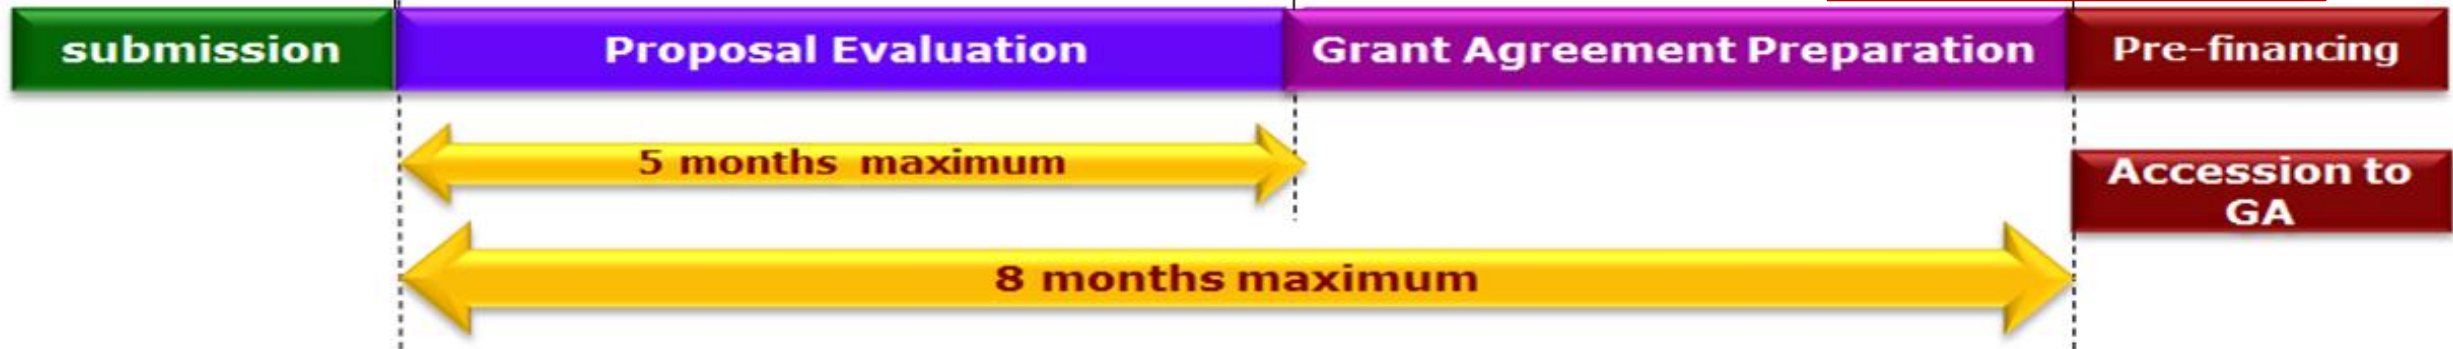 submission
Proposal Evaluation
Grant Agreement Preparation
Pre-financing
5 months maximum
Accession to
GA
8 months maximum